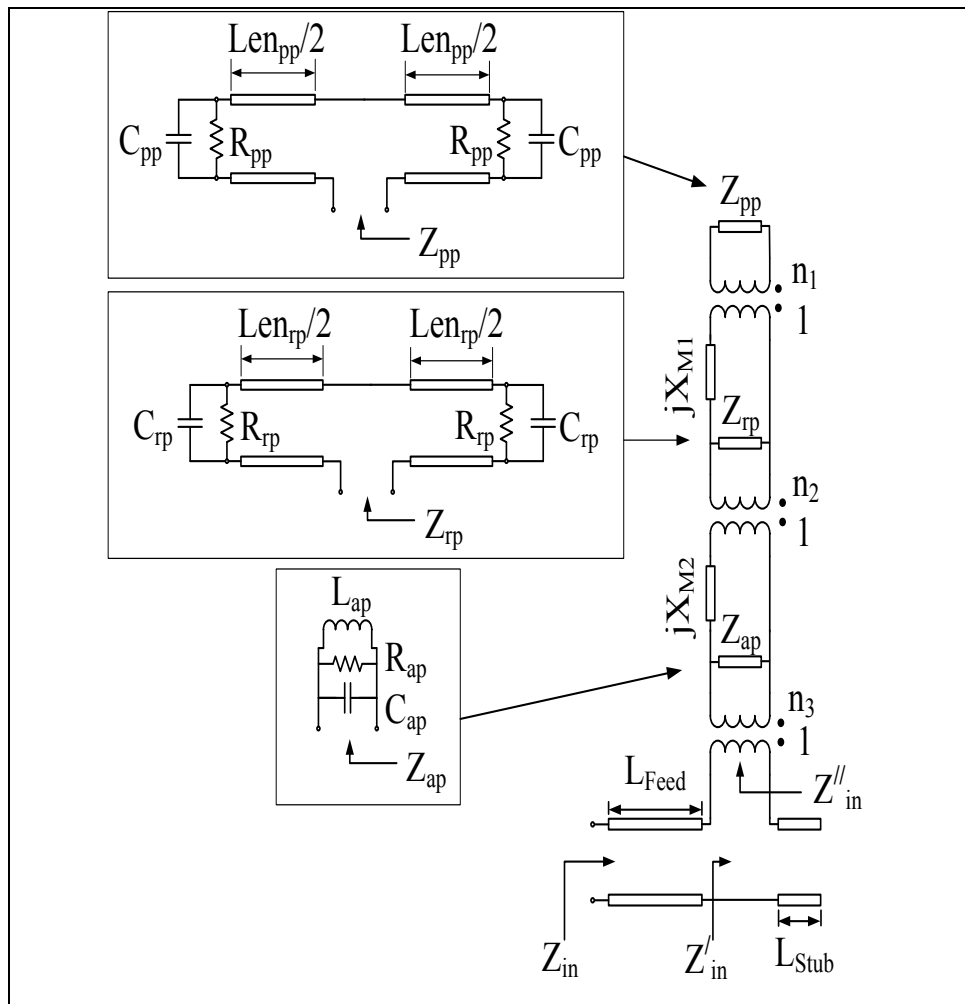 Len_pp/2 Len_pp/2
C_pp R_pp R_pp C_pp
Z_pp
Len_rp/2 Len_rp/2
C_rp R_rp R_rp C_rp
Z_rp
L_ap
R_ap
C_ap
Z_ap
Z_pp
n_1
1
jX_M1
Z_rp
n_2
1
jX_M2
Z_ap
n_3
1
L_Feed
Z''_in
Z_in
Z'_in
L_Stub